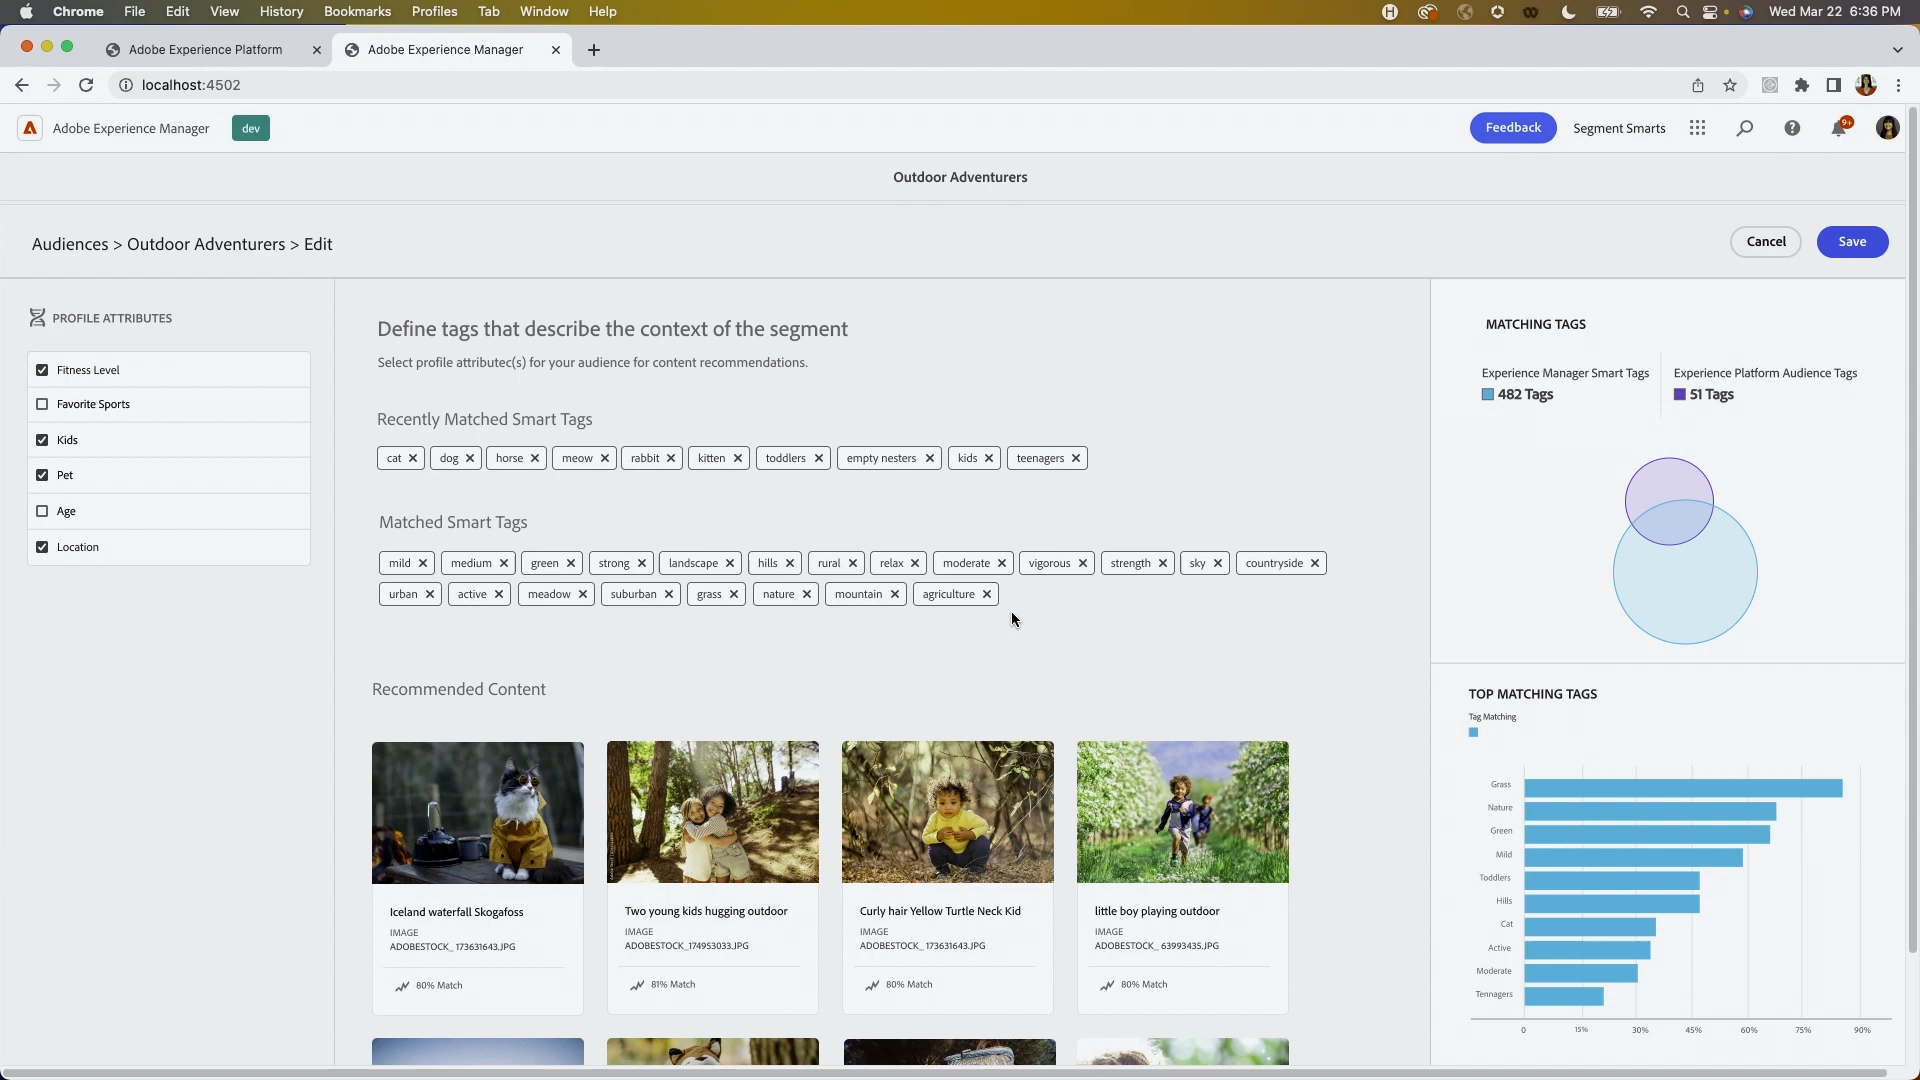 Chrome File Edit View History Bookmarks Profiles Tab Window Help Wed Mar 22 6:36 PM
Adobe Experience Platform Adobe Experience Manager
localhost:4502
Adobe Experience Manager dev Feedback Segment Smarts 9+
Outdoor Adventurers
Audiences > Outdoor Adventurers > Edit Cancel Save
PROFILE ATTRIBUTES
Fitness Level
Favorite Sports
Kids
Pet
Age
Location
Define tags that describe the context of the segment
Select profile attributec(s) for your audience for content recommendations.
Recently Matched Smart Tags
cat dog horse meow rabbit kitten toddlers empty nesters kids teenagers
Matched Smart Tags
mild medium green strong landscape hills rural relax moderate vigorous strength sky countryside
urban active meadow suburban grass nature mountain agriculture
Recommended Content
Iceland waterfall Skogafoss
IMAGE
ADOBESTOCK_ 173631643.JPG
80% Match
Two young kids hugging outdoor
IMAGE
ADOBESTOCK_174953033.JPG
81% Match
Curly hair Yellow Turtle Neck Kid
IMAGE
ADOBESTOCK_ 173631643.JPG
80% Match
little boy playing outdoor
IMAGE
ADOBESTOCK_ 63993435.JPG
80% Match
MATCHING TAGS
Experience Manager Smart Tags
482 Tags
Experience Platform Audience Tags
51 Tags
TOP MATCHING TAGS
Tag Matching
Grass
Nature
Green
Mild
Toddlers
Hills
Cat
Active
Moderate
Tennagers
0 15% 30% 45% 60% 75% 90%